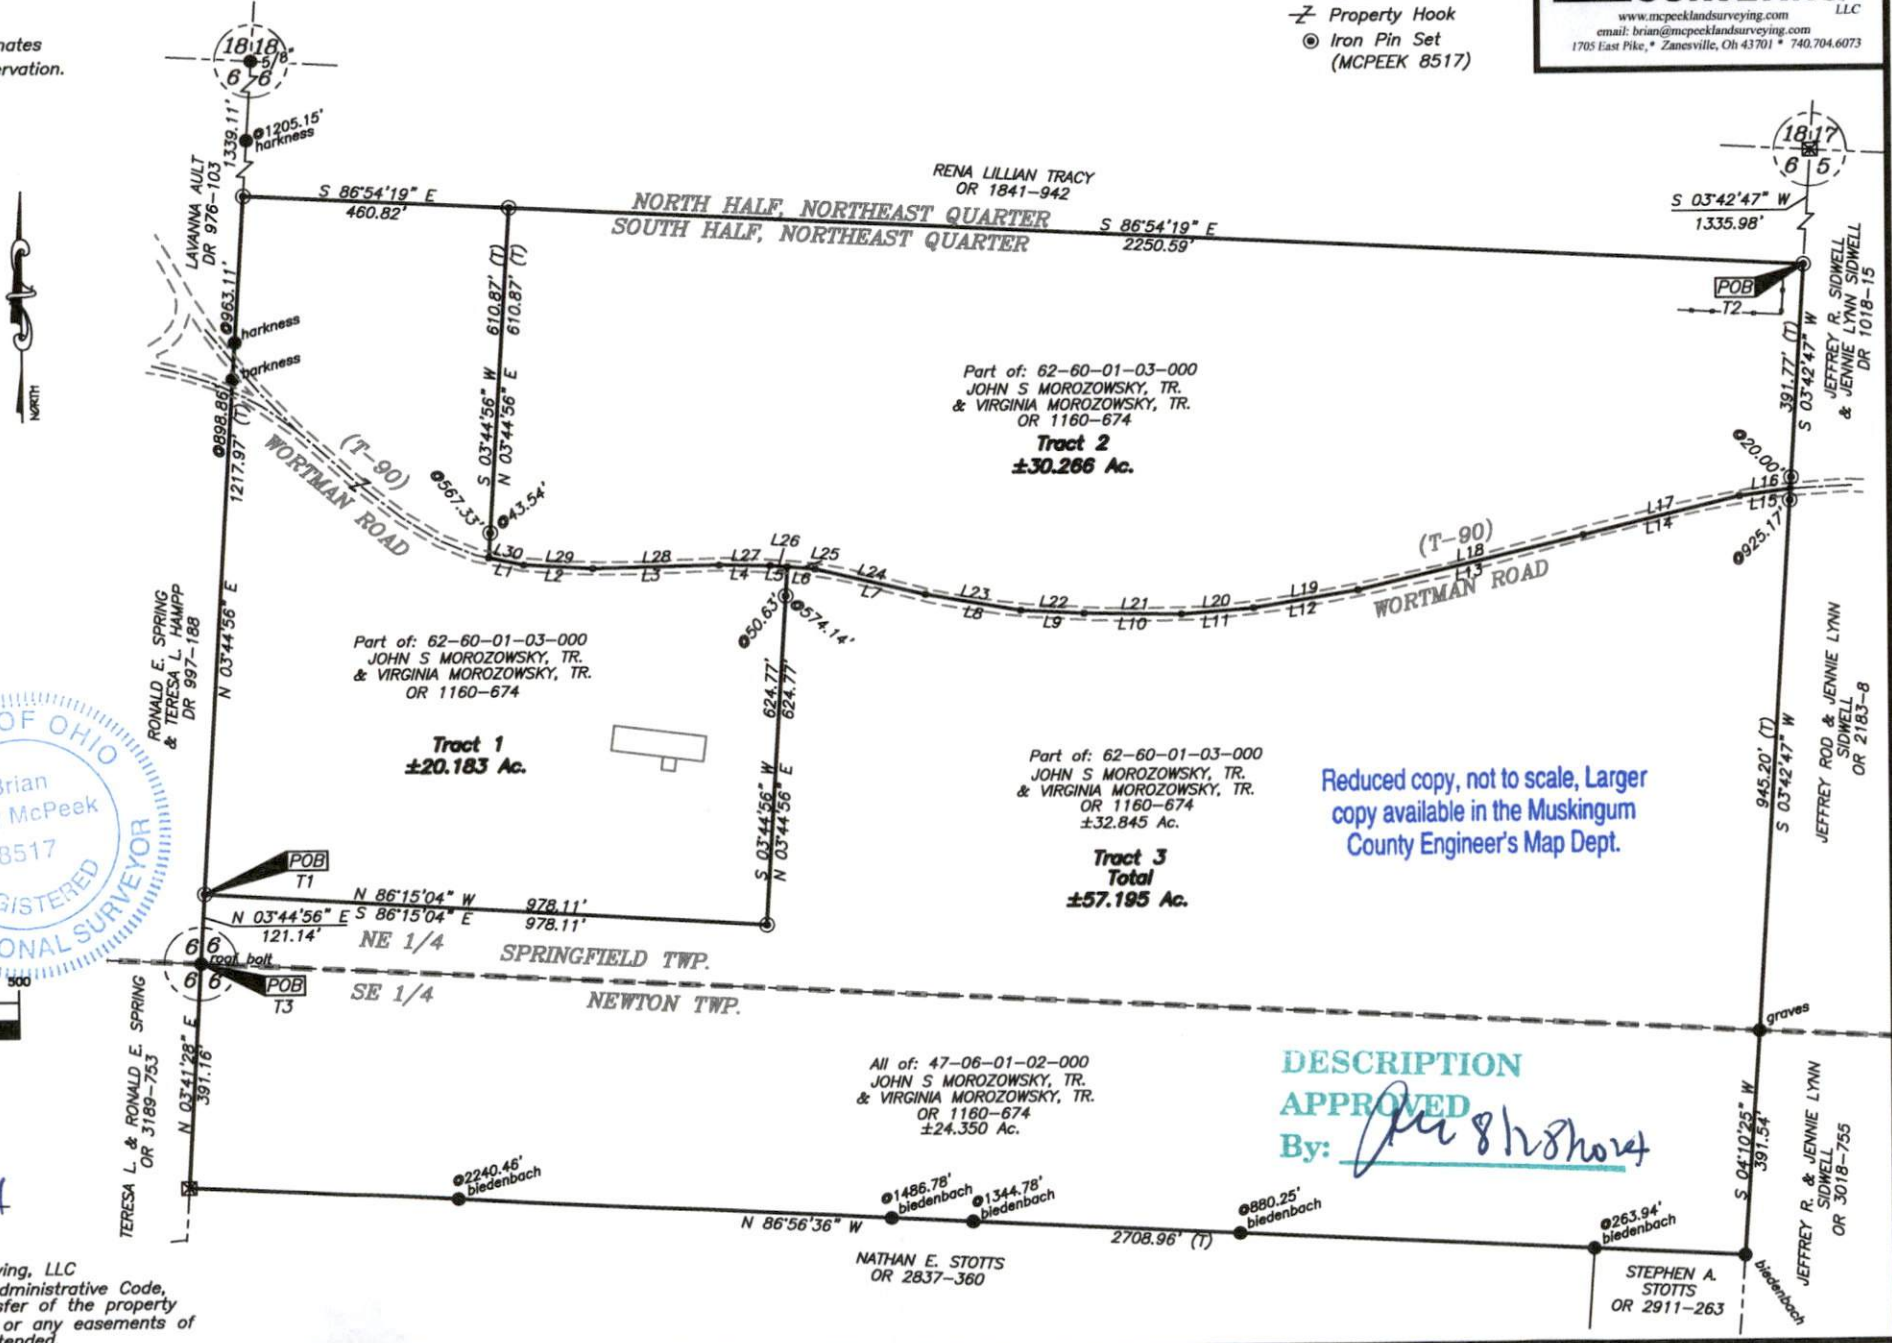 nates
rvation.
Property Hook
Iron Pin Set
(MCPEEK 8517)
LLC
www.mcpeeklandsurveying.com
email: brian@mcpeeklandsurveying.com
1705 East Pike,* Zanesville, Oh 43701 * 740.704.6073
18 18
5/8"
6 6
1339.11'
@1205.15'
harkness
18 17
6 5
LAVANNA AULT
DR 976-103
RENA LILLIAN TRACY
OR 1841-942
S 86°54'19" E
460.82'
NORTH HALF, NORTHEAST QUARTER
SOUTH HALF, NORTHEAST QUARTER
S 86°54'19" E
2250.59'
S 03°42'47" W
1335.98'
POB
T2
JEFFREY R. SIDWELL
& JENNIE LYNN SIDWELL
DR 1018-15
391.77' (T)
S 03°42'47" W
NORTH
@963.11'
harkness
harkness
@898.86'
1217.97' (T)
N 03°44'56" E
610.87' (T)
610.87' (T)
S 03°44'56" W
N 03°44'56" E
(T-90)
WORTMAN ROAD
@567.33'
@43.54'
Part of: 62-60-01-03-000
JOHN S MOROZOWSKY, TR.
& VIRGINIA MOROZOWSKY, TR.
OR 1160-674
Tract 2
±30.266 Ac.
@20.00'
@925.17'
L30
L29
L28
L27
L26
L25
L24
L23
L22
L21
L20
L19
L18
L17
L16
L1
L2
L3
L4
L5
L6
L7
L8
L9
L10
L11
L12
L13
L14
L15
(T-90)
WORTMAN ROAD
@50.63'
@574.14'
624.77'
624.77'
S 03°44'56" W
N 03°44'56" E
RONALD E. SPRING
& TERESA L. HAMPP
DR 997-188
Part of: 62-60-01-03-000
JOHN S MOROZOWSKY, TR.
& VIRGINIA MOROZOWSKY, TR.
OR 1160-674
Tract 1
±20.183 Ac.
Part of: 62-60-01-03-000
JOHN S MOROZOWSKY, TR.
& VIRGINIA MOROZOWSKY, TR.
OR 1160-674
±32.845 Ac.
Tract 3
Total
±57.195 Ac.
Reduced copy, not to scale, Larger
copy available in the Muskingum
County Engineer's Map Dept.
945.20' (T)
S 03°42'47" W
JEFFREY ROD & JENNIE LYNN
SIDWELL
OR 2183-8
OF OHIO
Brian
McPeek
8517
GISTERED
ONAL SURVEYOR
POB
T1
N 86°15'04" W 978.11'
S 86°15'04" E 978.11'
N 03°44'56" E
121.14'
NE 1/4
SPRINGFIELD TWP.
6 6
roof bolt
6 6
POB
T3
SE 1/4
NEWTON TWP.
500
graves
TERESA L. & RONALD E. SPRING
OR 3189-753
N 03°41'28" E
391.16'
All of: 47-06-01-02-000
JOHN S MOROZOWSKY, TR.
& VIRGINIA MOROZOWSKY, TR.
OR 1160-674
±24.350 Ac.
DESCRIPTION
APPROVED
By:
S 04°10'25" W
391.54'
JEFFREY R. & JENNIE LYNN
SIDWELL
OR 3018-755
@2240.46'
biedenbach
@1486.78'
biedenbach
@1344.78'
biedenbach
@880.25'
biedenbach
@263.94'
biedenbach
N 86°56'36" W
2708.96' (T)
NATHAN E. STOTTS
OR 2837-360
STEPHEN A.
STOTTS
OR 2911-263
biedenbach
ying, LLC
dministrative Code,
sfer of the property
or any easements of
tended.